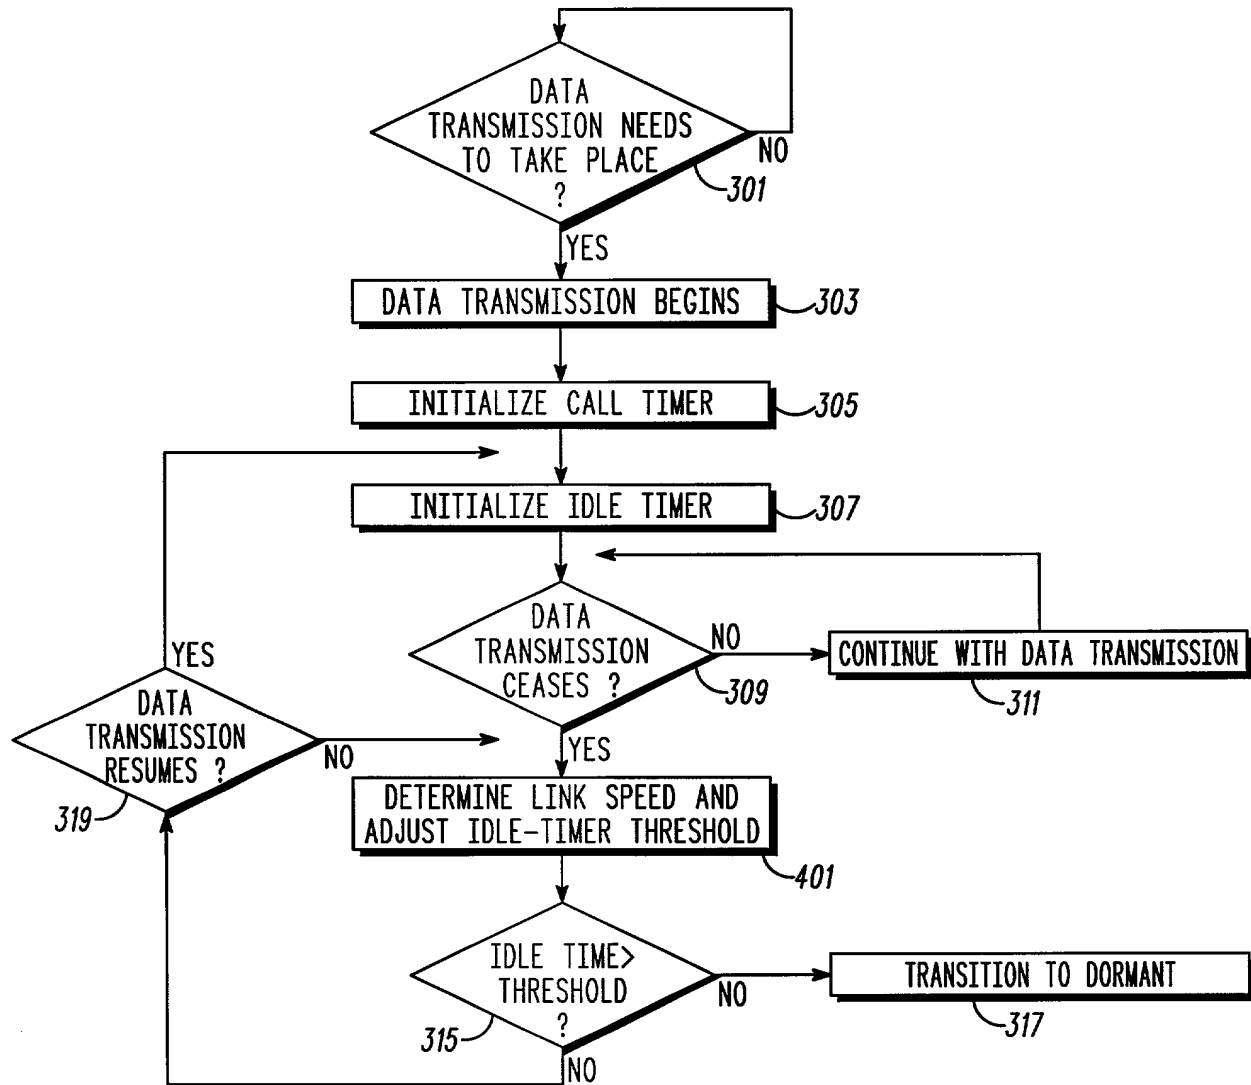 DATA
TRANSMISSION NEEDS
TO TAKE PLACE
?
NO
301
YES
DATA TRANSMISSION BEGINS
303
INITIALIZE CALL TIMER
305
INITIALIZE IDLE TIMER
307
DATA
TRANSMISSION
CEASES ?
NO
309
CONTINUE WITH DATA TRANSMISSION
311
YES
YES
DATA
TRANSMISSION
RESUMES ?
NO
319
DETERMINE LINK SPEED AND
ADJUST IDLE-TIMER THRESHOLD
401
IDLE TIME>
THRESHOLD
?
NO
315
TRANSITION TO DORMANT
317
NO